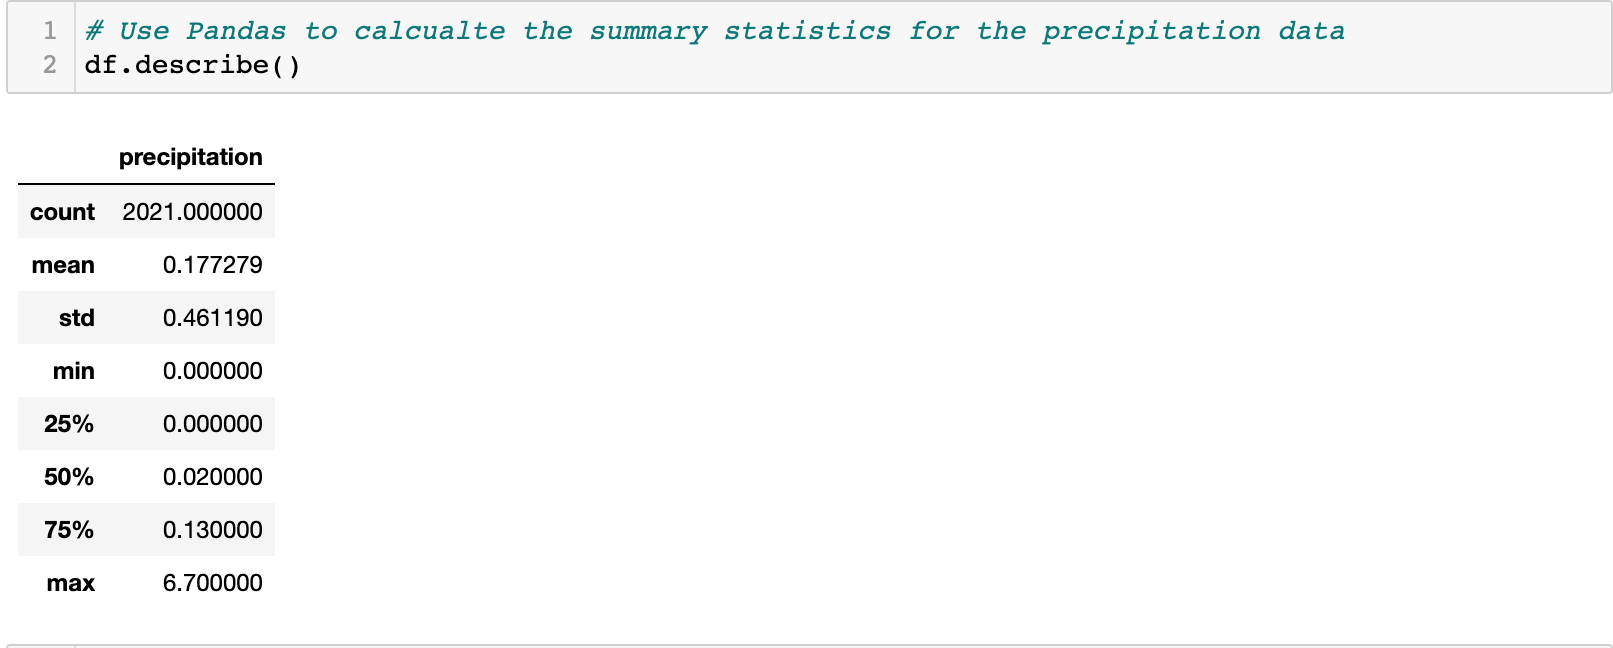 1 # Use Pandas to calcualte the summary statistics for the precipitation data
2 df.describe()
precipitation
count 2021.000000
mean 0.177279
std 0.461190
min 0.000000
25% 0.000000
50% 0.020000
75% 0.130000
max 6.700000